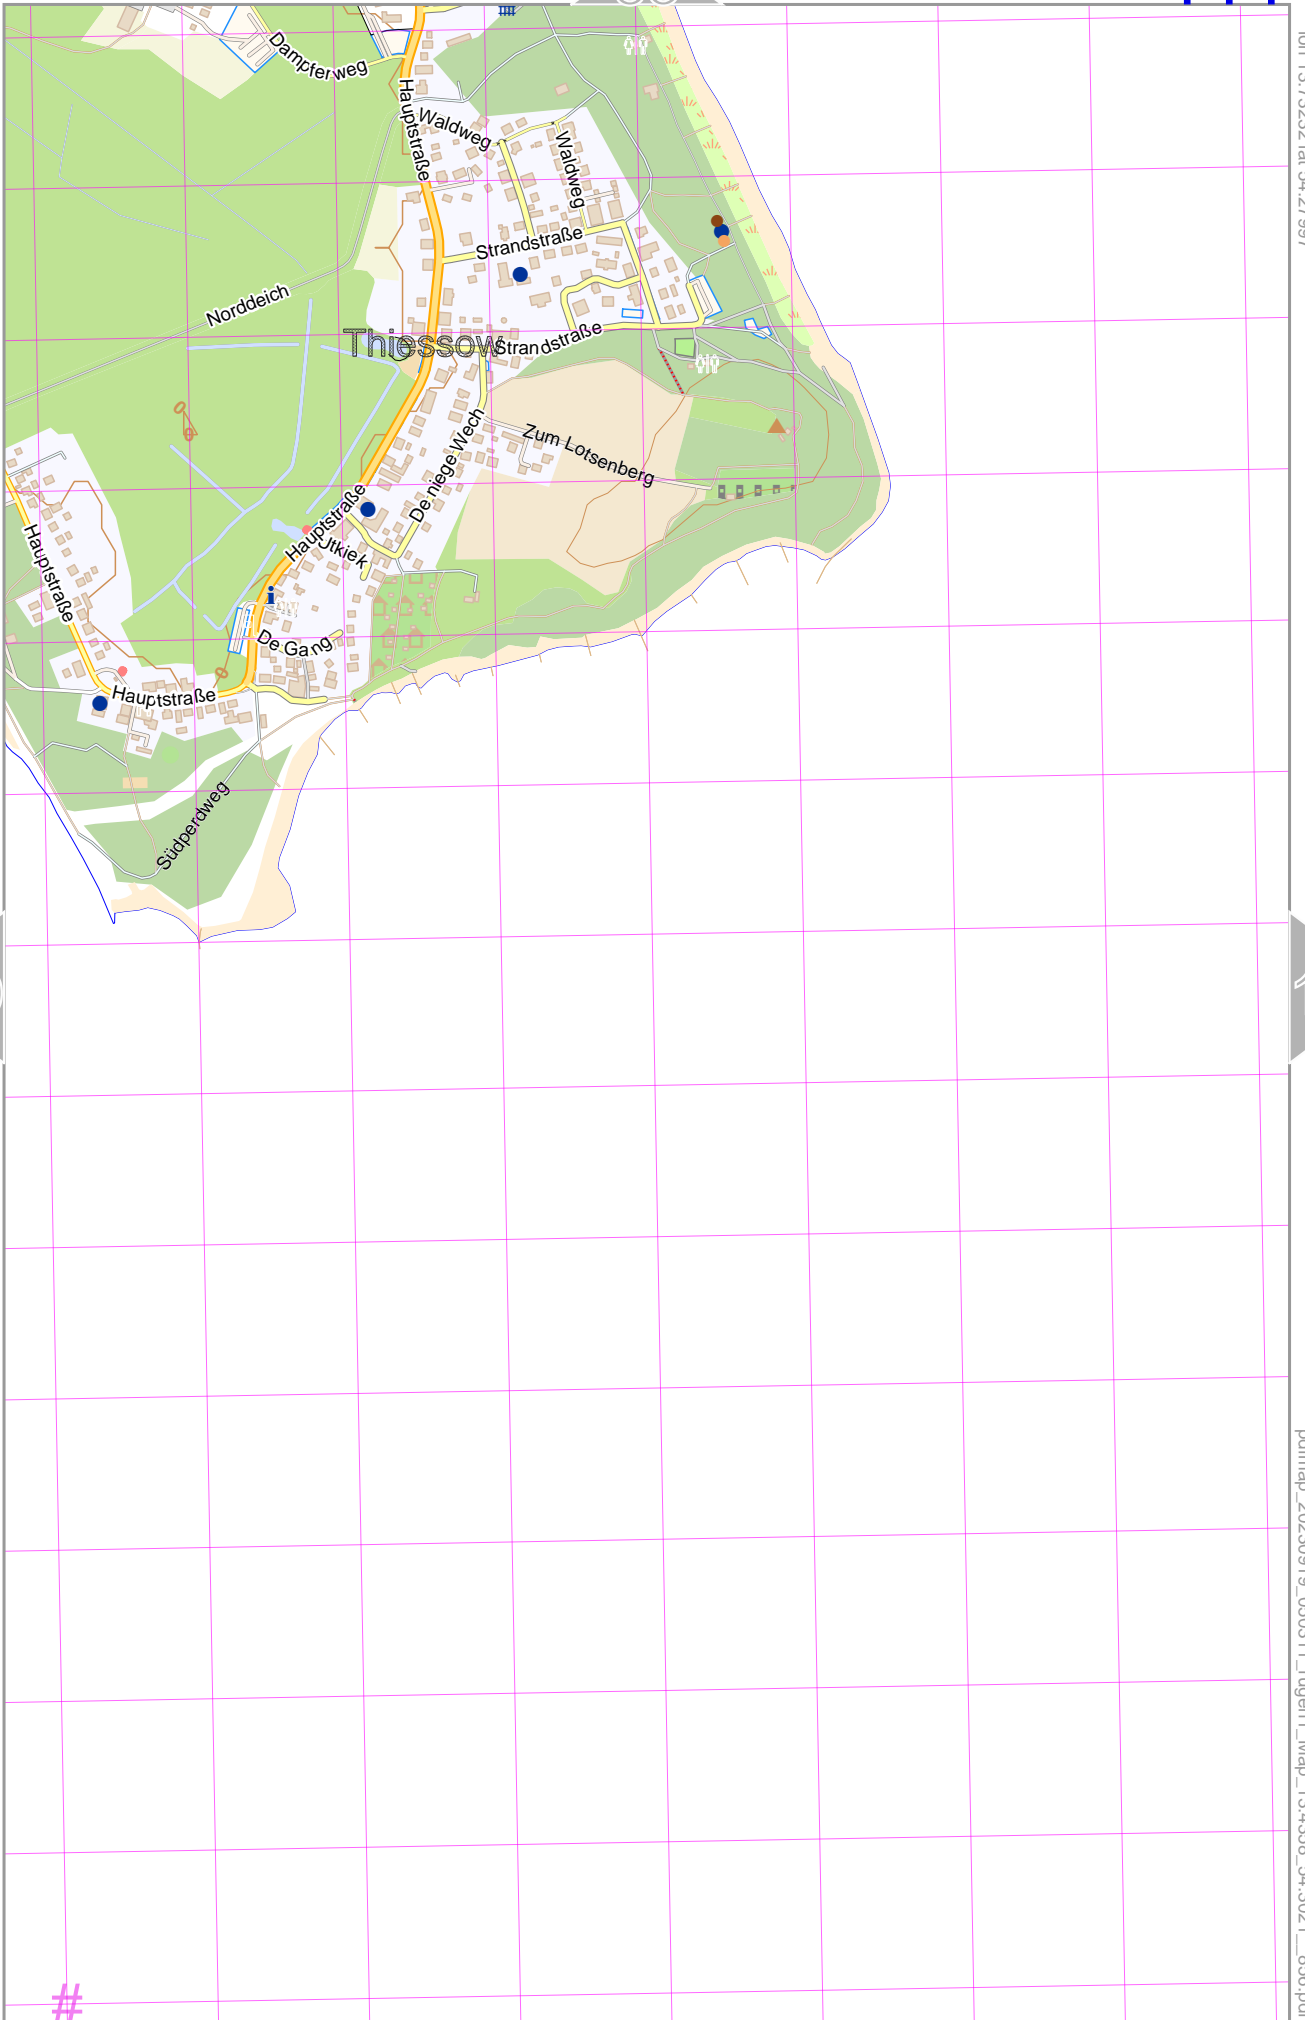 Dampferweg
Hauptstraße
Waldweg
Waldweg
Strandstraße
Norddeich
Thiessow
Strandstraße
De niege Wech
Zum Lotsenberg
Hauptstraße
Utkiek
Hauptstraße
i
De Gang
Hauptstraße
Südperdweg
#